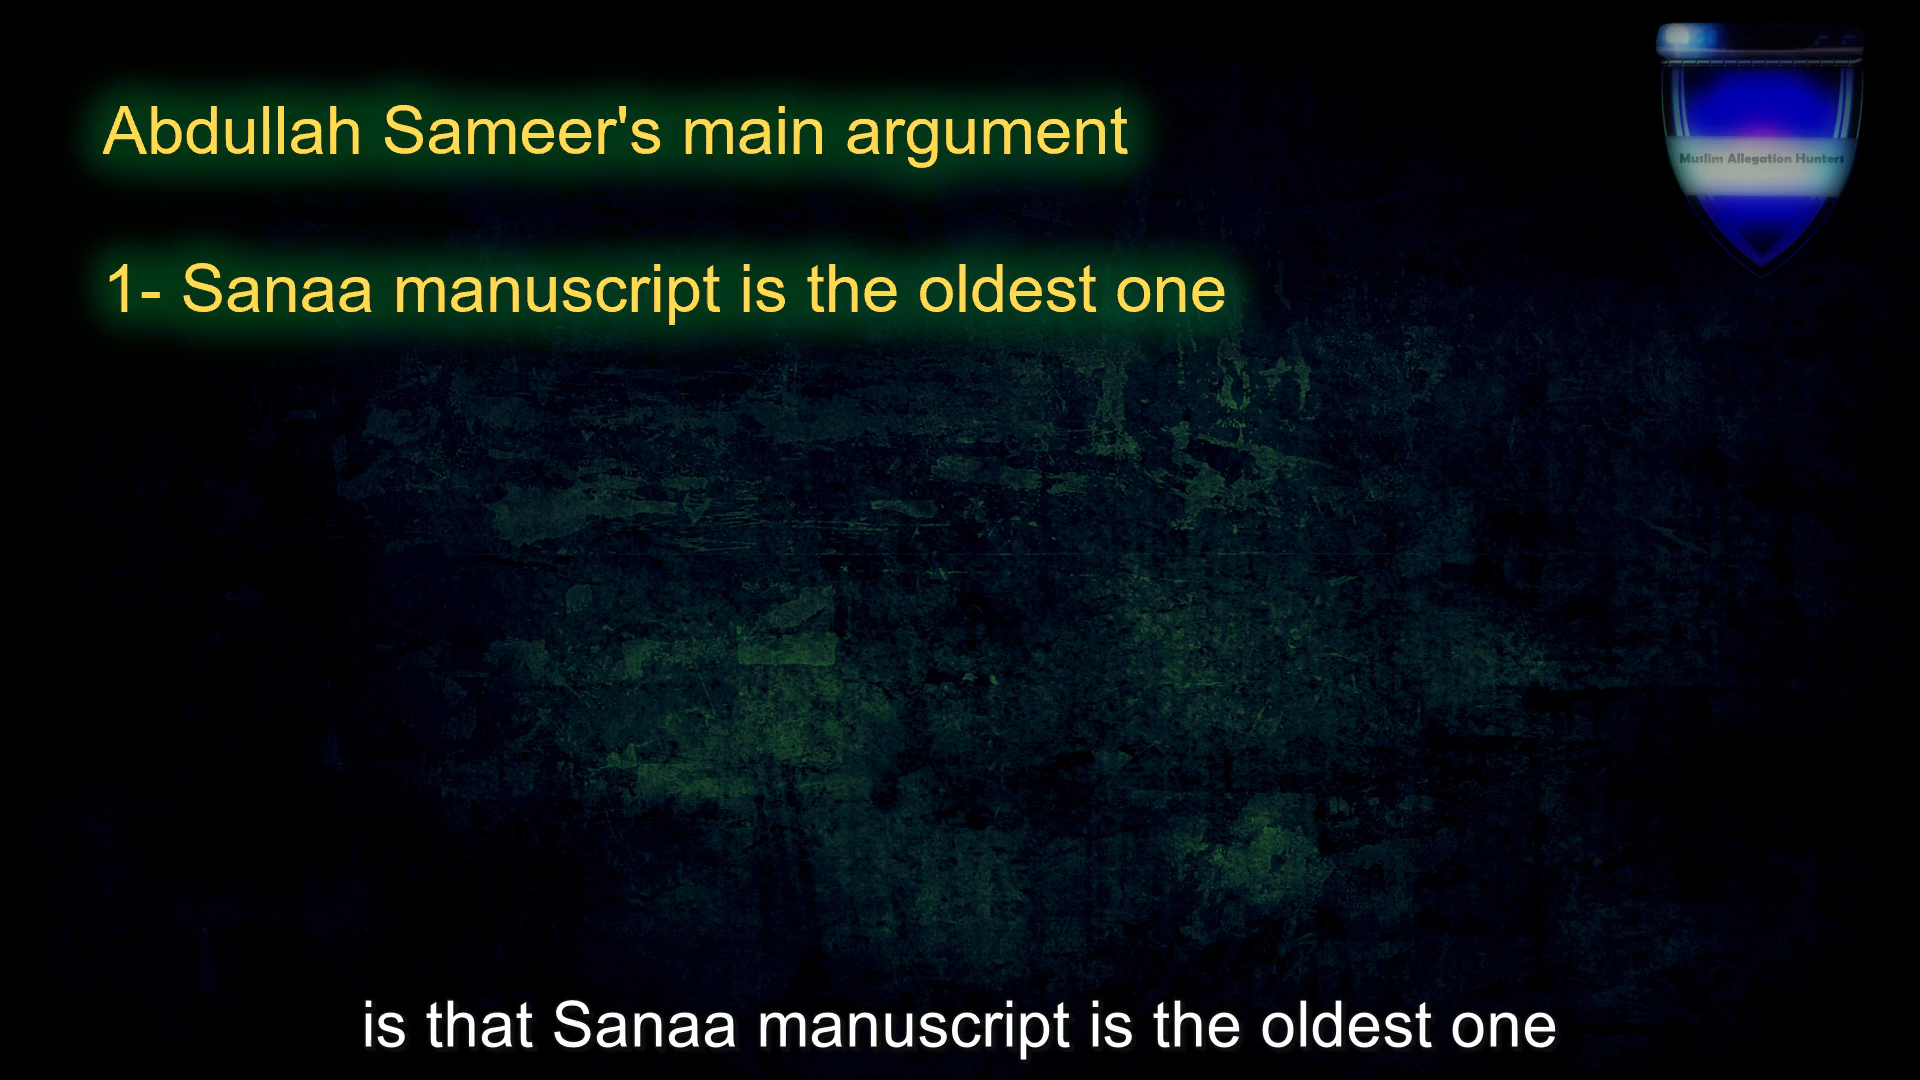 Abdullah Sameer's main argument
Muslim Allegation Hunters
1- Sanaa manuscript is the oldest one
is that Sanaa manuscript is the oldest one